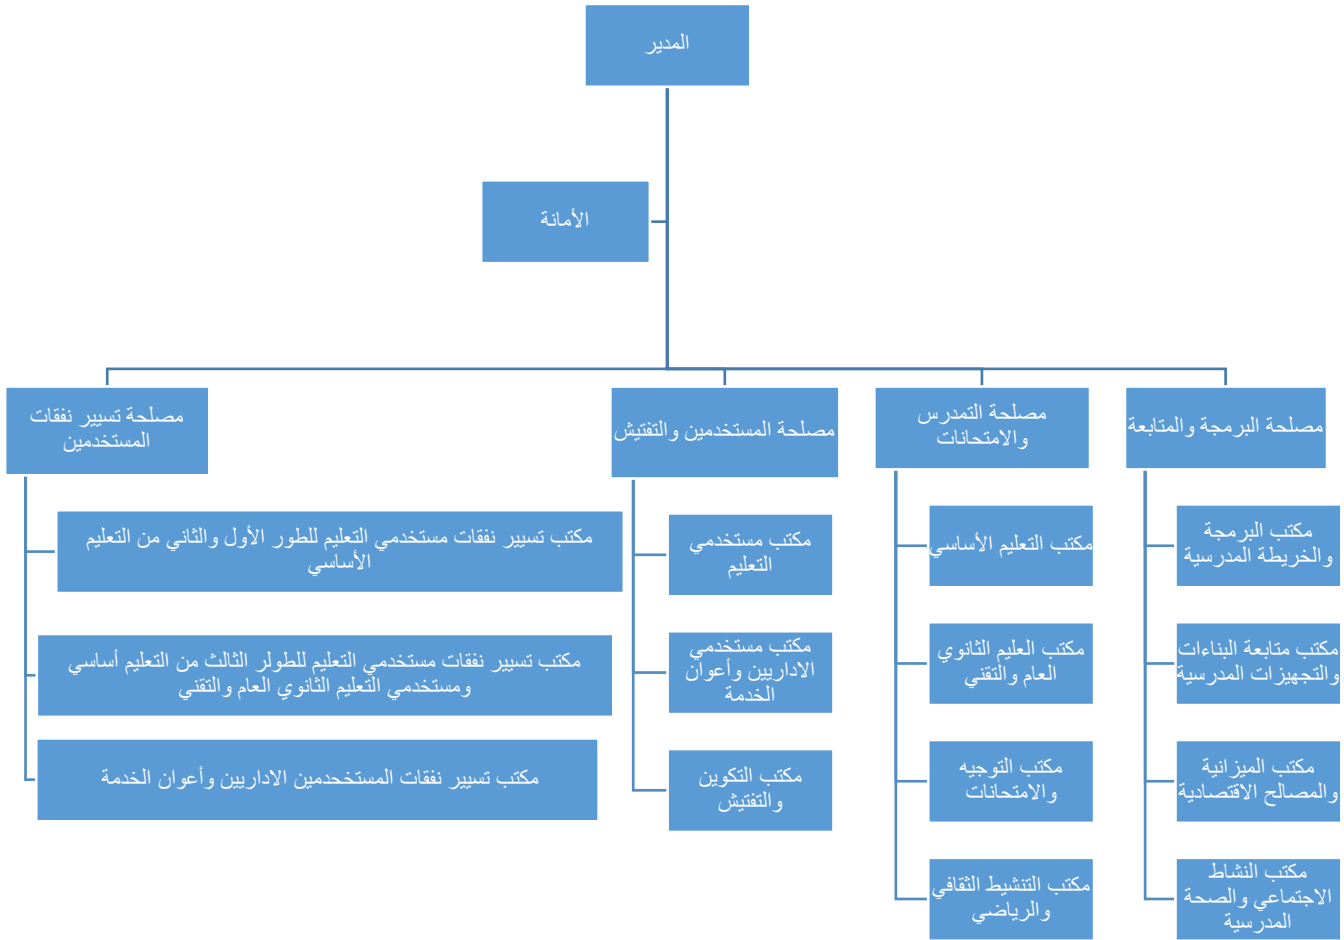 المدير
الأمانة
مصلحة البرمجة والمتابعة
مكتب البرمجة
والخريطة المدرسية
مكتب متابعة البناءات
والتجهيزات المدرسية
مكتب الميزانية
والمصالح الاقتصادية
مكتب النشاط
الاجتماعي والصحة
المدرسية
مصلحة التمدرس
والامتحانات
مكتب التعليم الأساسي
مكتب العليم الثانوي
العام والتقني
مكتب التوجيه
والامتحانات
مكتب التنشيط الثقافي
والرياضي
مصلحة المستخدمين والتفتيش
مكتب مستخدمي
التعليم
مكتب مستخدمي
الاداريين وأعوان
الخدمة
مكتب التكوين
والتفتيش
مصلحة تسيير نفقات
المستخدمين
مكتب تسيير نفقات مستخدمي التعليم للطور الأول والثاني من التعليم
الأساسي
مكتب تسيير نفقات مستخدمي التعليم للطولر الثالث من التعليم أساسي
ومستخدمي التعليم الثانوي العام والتقني
مكتب تسيير نفقات المستخحدمين الاداريين وأعوان الخدمة